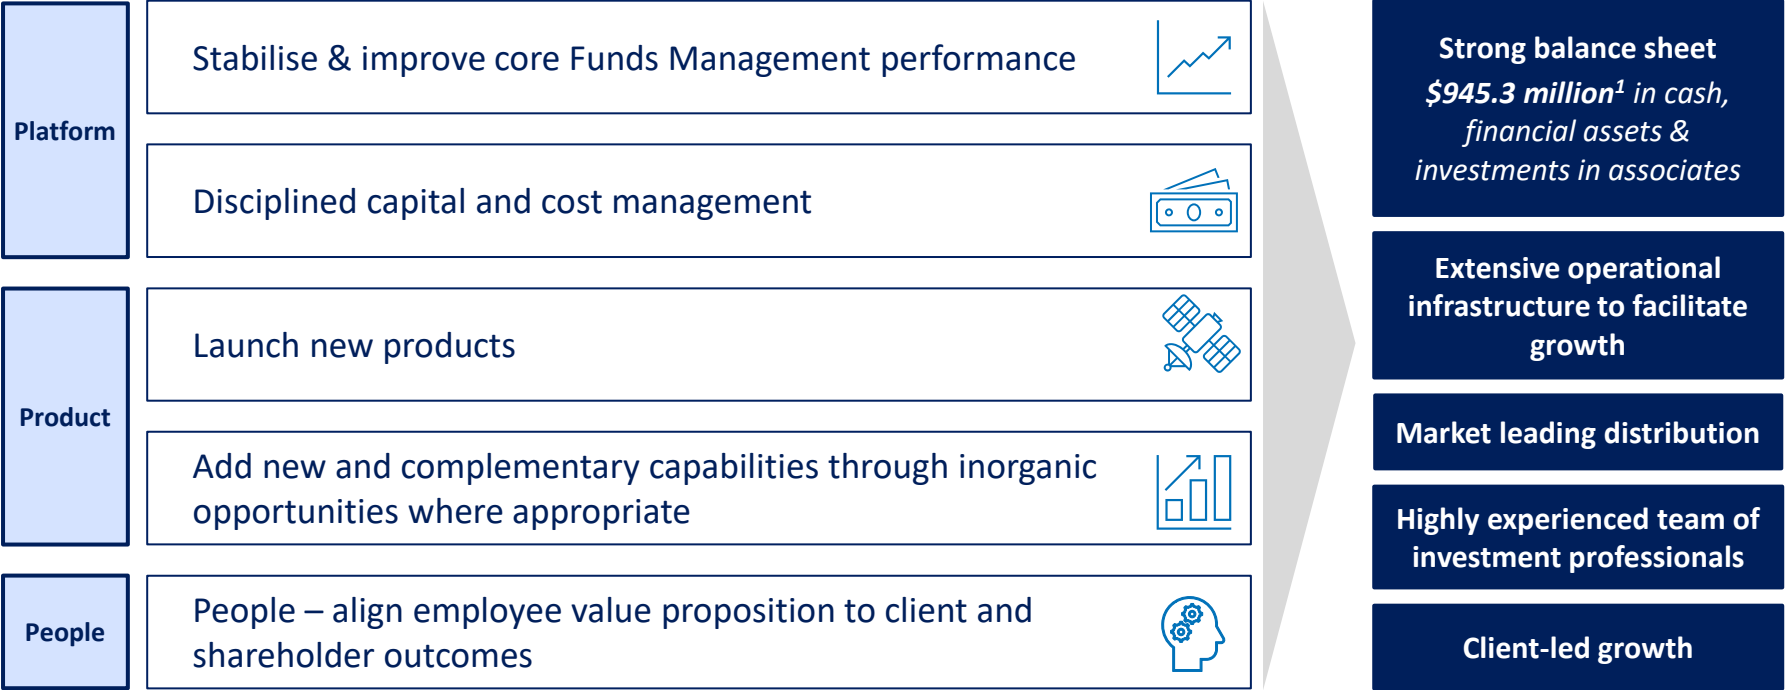 Platform
Stabilise & improve core Funds Management performance
Disciplined capital and cost management
Product
Launch new products
Add new and complementary capabilities through inorganic
opportunities where appropriate
People
People – align employee value proposition to client and
shareholder outcomes
Strong balance sheet
$945.3 million¹ in cash,
financial assets &
investments in associates
Extensive operational
infrastructure to facilitate
growth
Market leading distribution
Highly experienced team of
investment professionals
Client-led growth